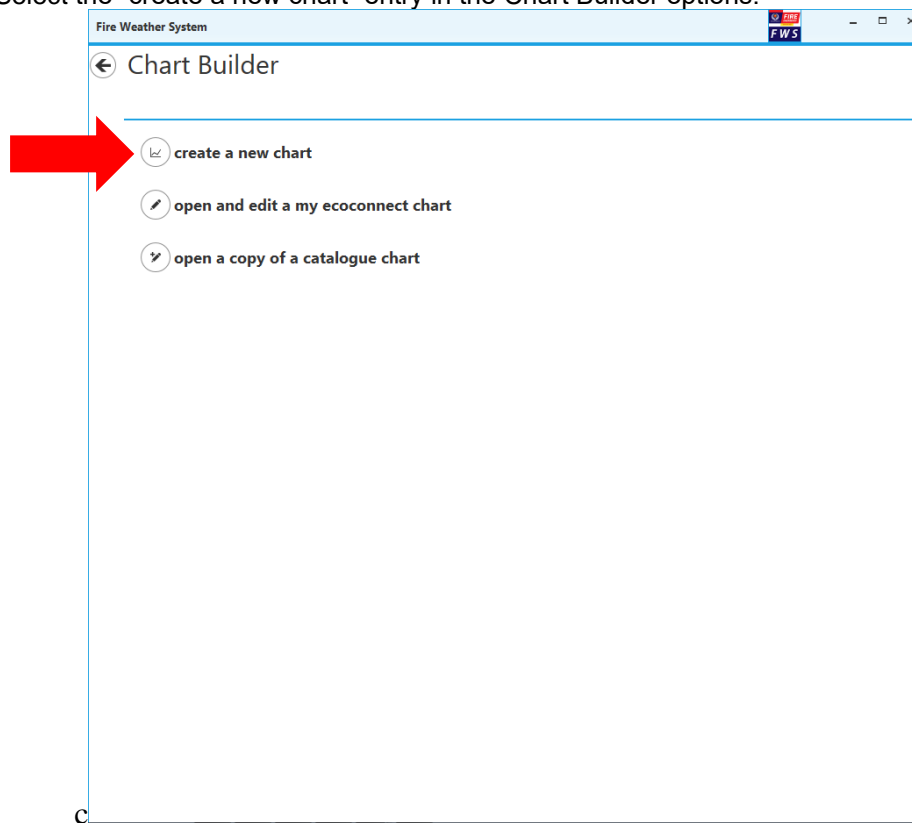 Select the "create a new chart" entry in the Chart Builder options.
Fire Weather System
FIRE
FWS
Chart Builder
create a new chart
open and edit a my ecoconnect chart
open a copy of a catalogue chart
c